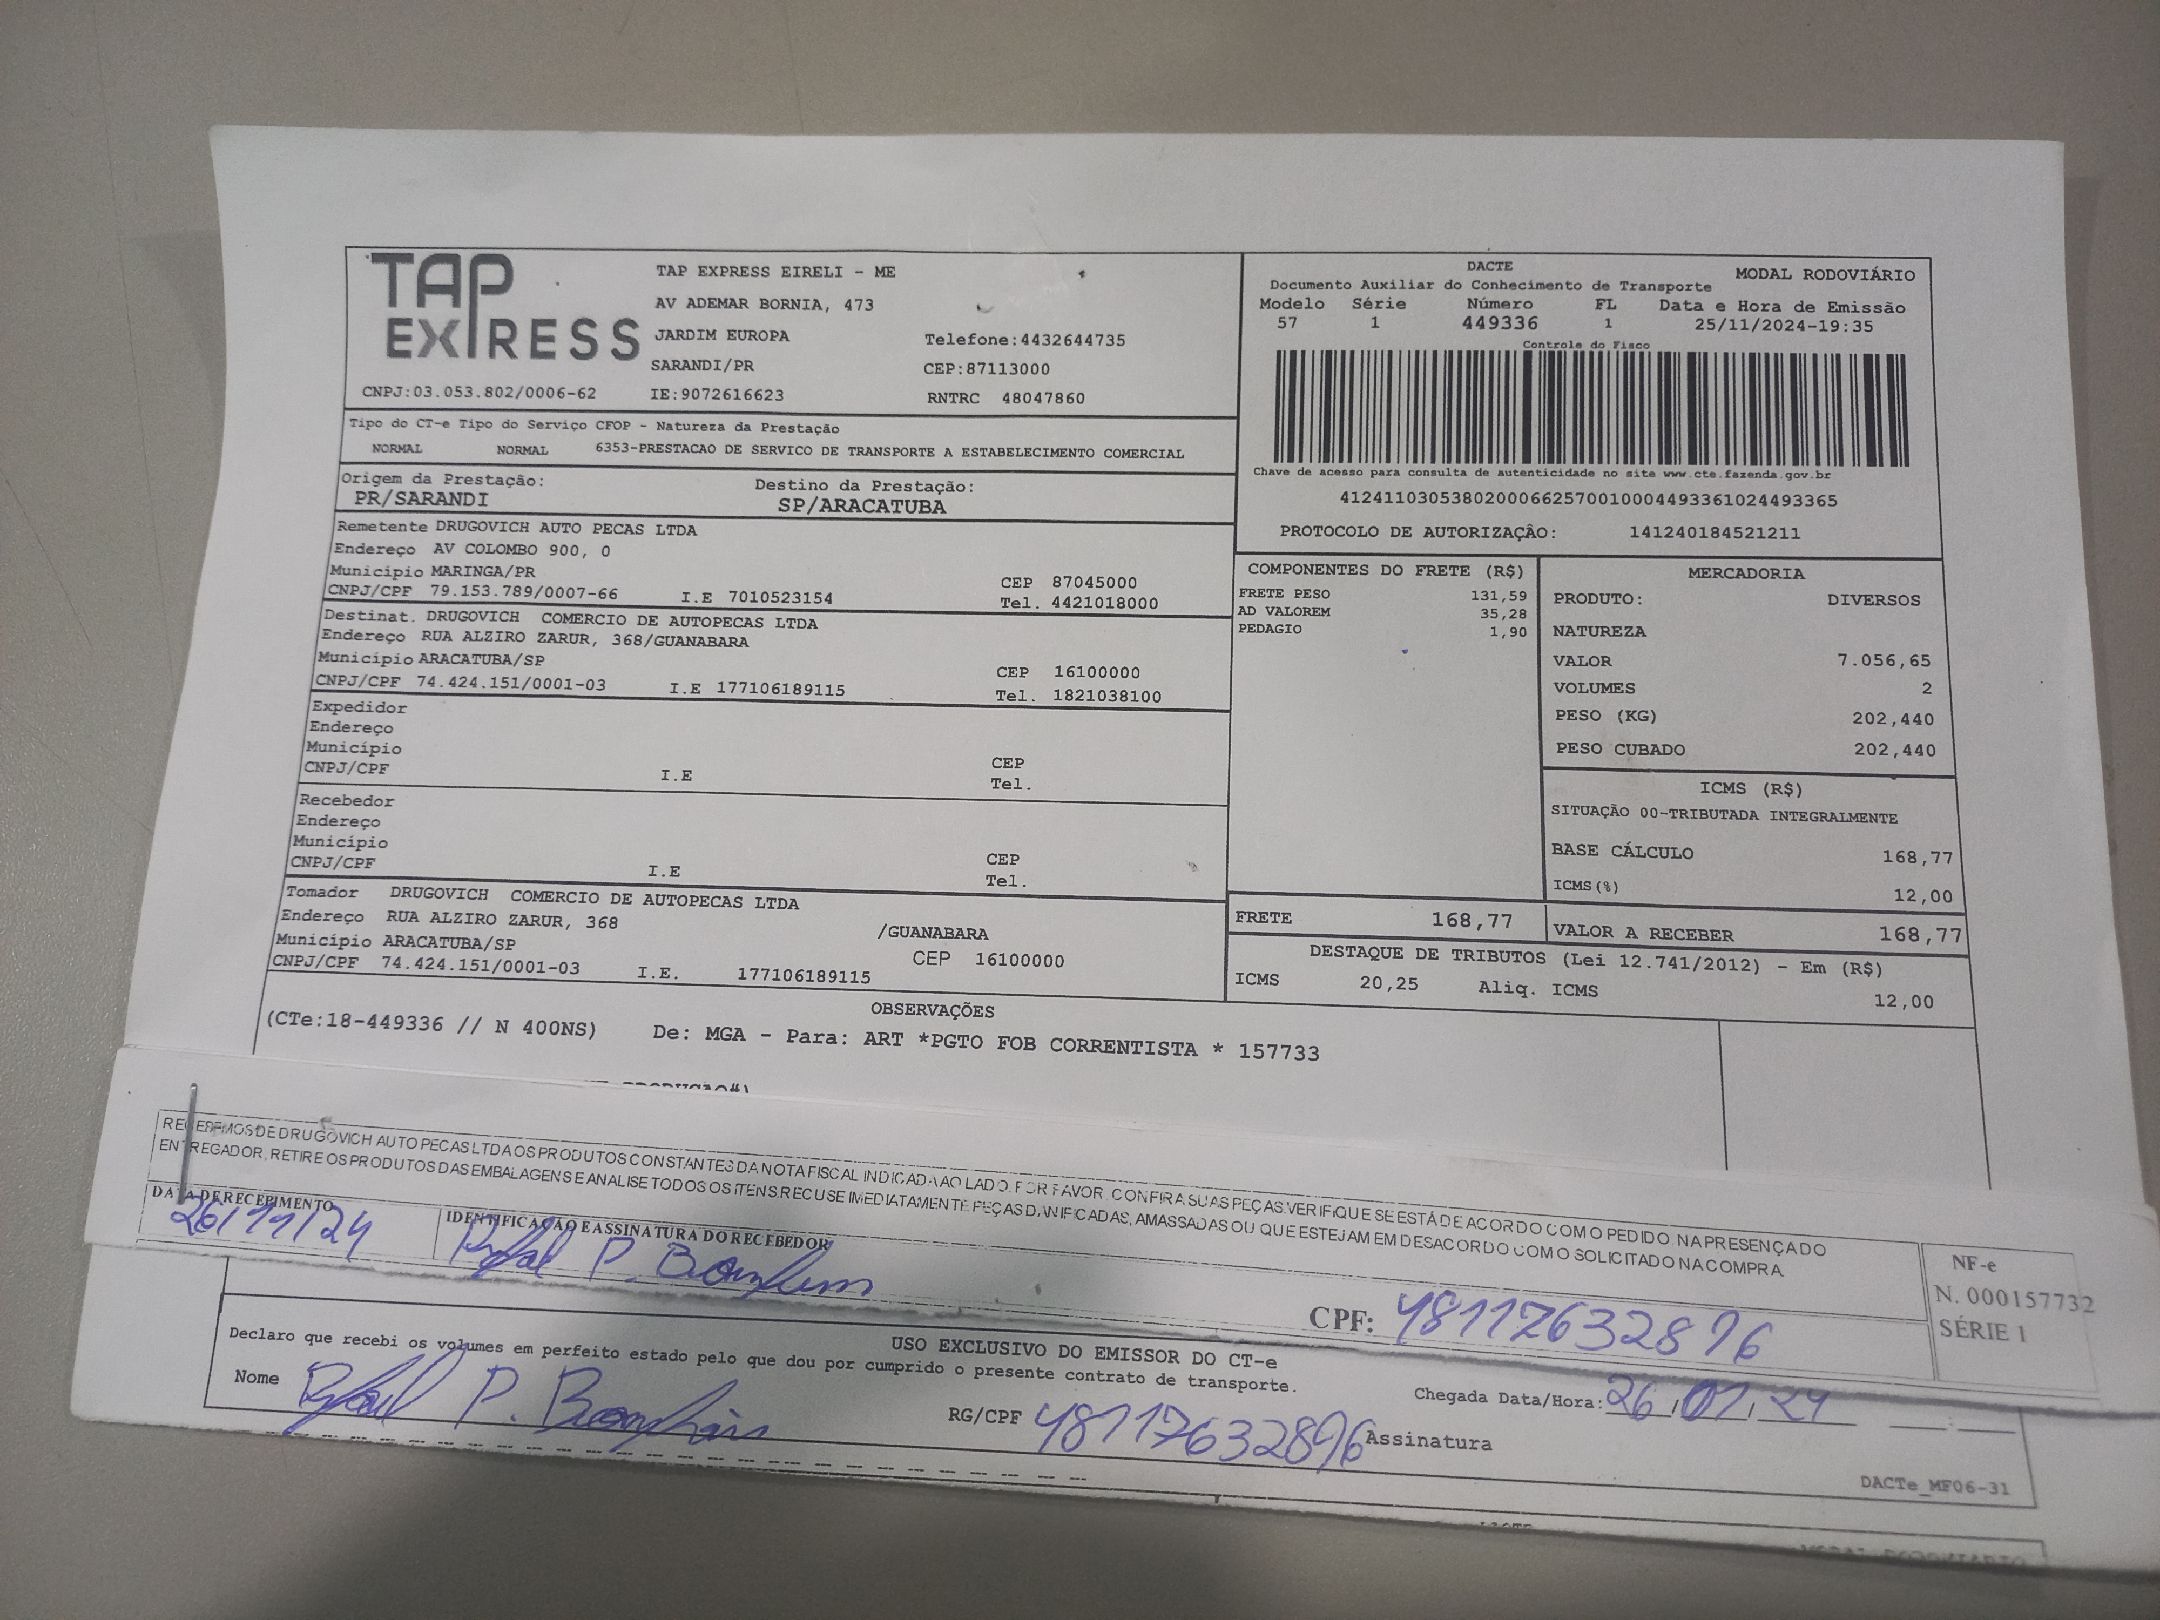 TAP
EXPRESS
TAP EXPRESS EIRELI - ME
AV ADEMAR BORNIA, 473
JARDIM EUROPA
Telefone:4432644735
SARANDI/PR
CEP:87113000
CNPJ:03.053.802/0006-62 IE:9072616623 RNTRC 48047860
DACTE
MODAL RODOVIÁRIO
Documento Auxiliar do Conhecimento de Transporte
Modelo Série Número FL Data e Hora de Emissão
57 1 449336 1 25/11/2024-19:35
Controle do Fisco
Chave de acesso para consulta de autenticidade no site www.cte.fazenda.gov.br
41241103053802000662570010004493361024493365
PROTOCOLO DE AUTORIZAÇÂO: 141240184521211
Tipo do CT-e Tipo do Serviço CFOP - Natureza da Prestação
NORMAL NORMAL 6353-PRESTACAO DE SERVICO DE TRANSPORTE A ESTABELECIMENTO COMERCIAL
Origem da Prestação: Destino da Prestação:
PR/SARANDI SP/ARACATUBA
Remetente DRUGOVICH AUTO PECAS LTDA
Endereço AV COLOMBO 900, 0
Municipio MARINGA/PR CEP 87045000
CNPJ/CPF 79.153.789/0007-66 I.E 7010523154 Tel. 4421018000
Destinat. DRUGOVICH COMERCIO DE AUTOPECAS LTDA
Endereço RUA ALZIRO ZARUR, 368/GUANABARA
Município ARACATUBA/SP CEP 16100000
CNPJ/CPF 74.424.151/0001-03 I.E 177106189115 Tel. 1821038100
Expedidor
Endereço
Município CEP
CNPJ/CPF I.E Tel.
Recebedor
Endereço
Município CEP
CNPJ/CPF I.E Tel.
Tomador DRUGOVICH COMERCIO DE AUTOPECAS LTDA
Endereço RUA ALZIRO ZARUR, 368 /GUANABARA
Município ARACATUBA/SP CEP 16100000
CNPJ/CPF 74.424.151/0001-03 I.E. 177106189115
COMPONENTES DO FRETE (R$)
FRETE PESO 131,59
AD VALOREM 35,28
PEDAGIO 1,90
MERCADORIA
PRODUTO: DIVERSOS
NATUREZA
VALOR 7.056,65
VOLUMES 2
PESO (KG) 202,440
PESO CUBADO 202,440
ICMS (R$)
SITUAÇÃO 00-TRIBUTADA INTEGRALMENTE
BASE CÁLCULO 168,77
ICMS(%) 12,00
FRETE 168,77 VALOR A RECEBER 168,77
DESTAQUE DE TRIBUTOS (Lei 12.741/2012) - Em (R$)
ICMS 20,25 Aliq. ICMS 12,00
OBSERVAÇÕES
(CTe:18-449336 // N 400NS) De: MGA - Para: ART *PGTO FOB CORRENTISTA * 157733
RECEBEMOS DE DRUGOVICH AUTO PECAS LTDA OS PRODUTOS CONSTANTES DA NOTA FISCAL INDICADA AO LADO. POR FAVOR, CONFIRA SUAS PEÇAS. VERIFIQUE SE ESTÁ DE ACORDO COM O PEDIDO. NA PRESENÇA DO
ENTREGADOR, RETIRE OS PRODUTOS DAS EMBALAGENS E ANALISE TODOS OS ITENS. RECUSE IMEDIATAMENTE PEÇAS DANIFICADAS, AMASSADAS OU QUE ESTEJAM EM DESACORDO COM O SOLICITADO NA COMPRA.
DATA DE RECEBIMENTO IDENTIFICAÇÃO E ASSINATURA DO RECEBEDOR
26/11/24
CPF: 48117632896
NF-e
N. 000157732
SÉRIE 1
USO EXCLUSIVO DO EMISSOR DO CT-e
Declaro que recebi os volumes em perfeito estado pelo que dou por cumprido o presente contrato de transporte.
Nome RG/CPF 48117632896 Assinatura
Chegada Data/Hora: 26/01/24
DACTe_MF06-31